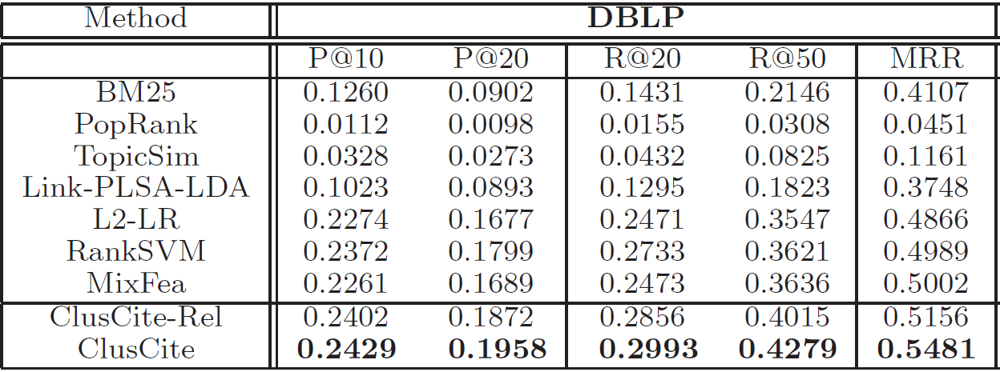 Method DBLP
P@10 P@20 R@20 R@50 MRR
BM25 0.1260 0.0902 0.1431 0.2146 0.4107
PopRank 0.0112 0.0098 0.0155 0.0308 0.0451
TopicSim 0.0328 0.0273 0.0432 0.0825 0.1161
Link-PLSA-LDA 0.1023 0.0893 0.1295 0.1823 0.3748
L2-LR 0.2274 0.1677 0.2471 0.3547 0.4866
RankSVM 0.2372 0.1799 0.2733 0.3621 0.4989
MixFea 0.2261 0.1689 0.2473 0.3636 0.5002
ClusCite-Rel 0.2402 0.1872 0.2856 0.4015 0.5156
ClusCite 0.2429 0.1958 0.2993 0.4279 0.5481